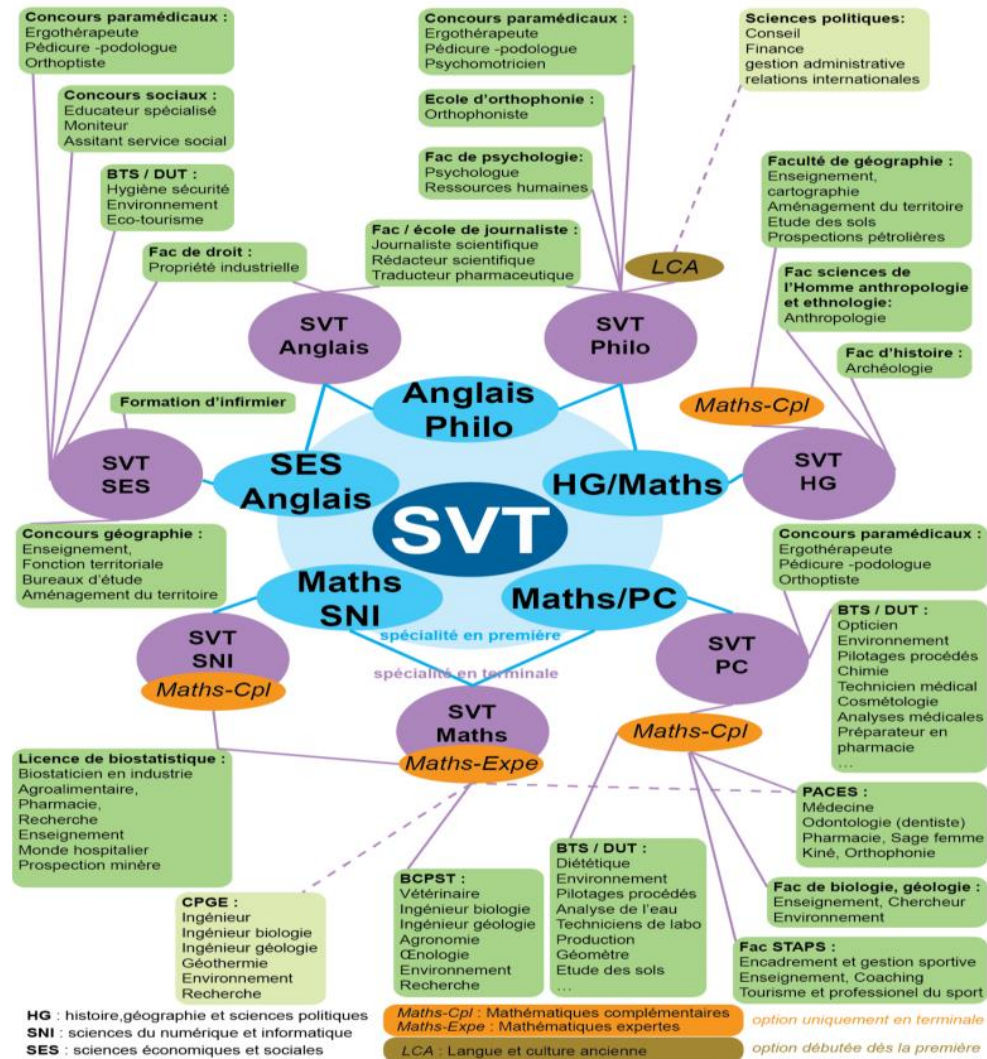 Concours paramédicaux :
Ergothérapeute
Pédicure -podologue
Orthoptiste
Concours sociaux :
Educateur spécialisé
Moniteur
Assitant service social
BTS / DUT :
Hygiène sécurité
Environnement
Eco-tourisme
Fac de droit :
Propriété industrielle
Concours paramédicaux :
Ergothérapeute
Pédicure -podologue
Psychomotricien
Ecole d'orthophonie :
Orthophoniste
Fac de psychologie:
Psychologue
Ressources humaines
Fac / école de journaliste :
Journaliste scientifique
Rédacteur scientifique
Traducteur pharmaceutique
Sciences politiques:
Conseil
Finance
gestion administrative
relations internationales
LCA
Faculté de géographie :
Enseignement,
cartographie
Aménagement du territoire
Etude des sols
Prospections pétrolières
Fac sciences de
l'Homme anthropologie
et ethnologie:
Anthropologie
Fac d'histoire :
Archéologie
SVT
Anglais
SVT
Philo
Formation d'infirmier
Anglais
Philo
Maths-Cpl
SVT
SES
SES
Anglais
HG/Maths
SVT
HG
SVT
Concours géographie :
Enseignement,
Fonction territoriale
Bureaux d'étude
Aménagement du territoire
Concours paramédicaux :
Ergothérapeute
Pédicure -podologue
Orthoptiste
Maths
SNI
Maths/PC
spécialité en première
spécialité en terminale
SVT
SNI
Maths-Cpl
SVT
PC
BTS / DUT :
Opticien
Environnement
Pilotages procédés
Chimie
Technicien médical
Cosmétologie
Analyses médicales
Préparateur en
pharmacie
...
SVT
Maths
Maths-Expe
Maths-Cpl
Licence de biostatistique :
Biostaticien en industrie
Agroalimentaire,
Pharmacie,
Recherche
Enseignement
Monde hospitalier
Prospection minère
PACES :
Médecine
Odontologie (dentiste)
Pharmacie, Sage femme
Kiné, Orthophonie
CPGE :
Ingénieur
Ingénieur biologie
Ingénieur géologie
Géothermie
Environnement
Recherche
BCPST :
Vétérinaire
Ingénieur biologie
Ingénieur géologie
Agronomie
Œnologie
Environnement
Recherche
BTS / DUT :
Diététique
Environnement
Pilotages procédés
Analyse de l'eau
Techniciens de labo
Production
Géomètre
Etude des sols
...
Fac de biologie, géologie :
Enseignement, Chercheur
Environnement
Fac STAPS :
Encadrement et gestion sportive
Enseignement, Coaching
Tourisme et professionel du sport
HG : histoire,géographie et sciences politiques
SNI : sciences du numérique et informatique
SES : sciences économiques et sociales
Maths-Cpl : Mathématiques complémentaires
Maths-Expe : Mathématiques expertes
option uniquement en terminale
LCA : Langue et culture ancienne
option débutée dès la première